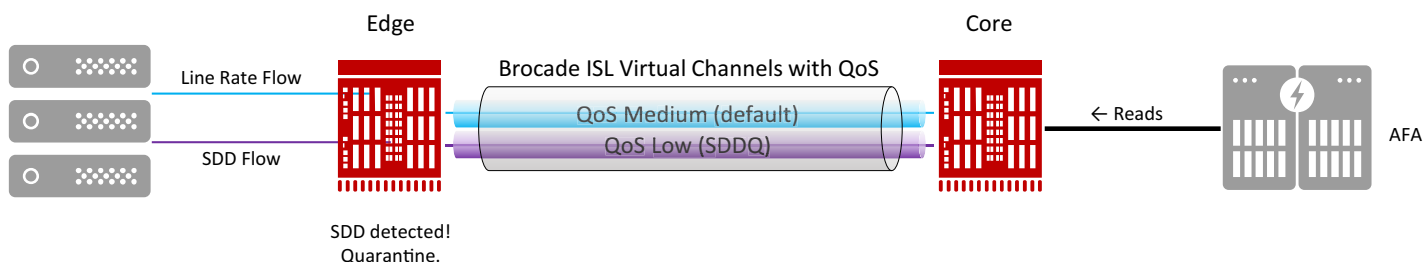 Edge
Core
Line Rate Flow
Brocade ISL Virtual Channels with QoS
QoS Medium (default)
← Reads
AFA
SDD Flow
QoS Low (SDDQ)
SDD detected!
Quarantine.